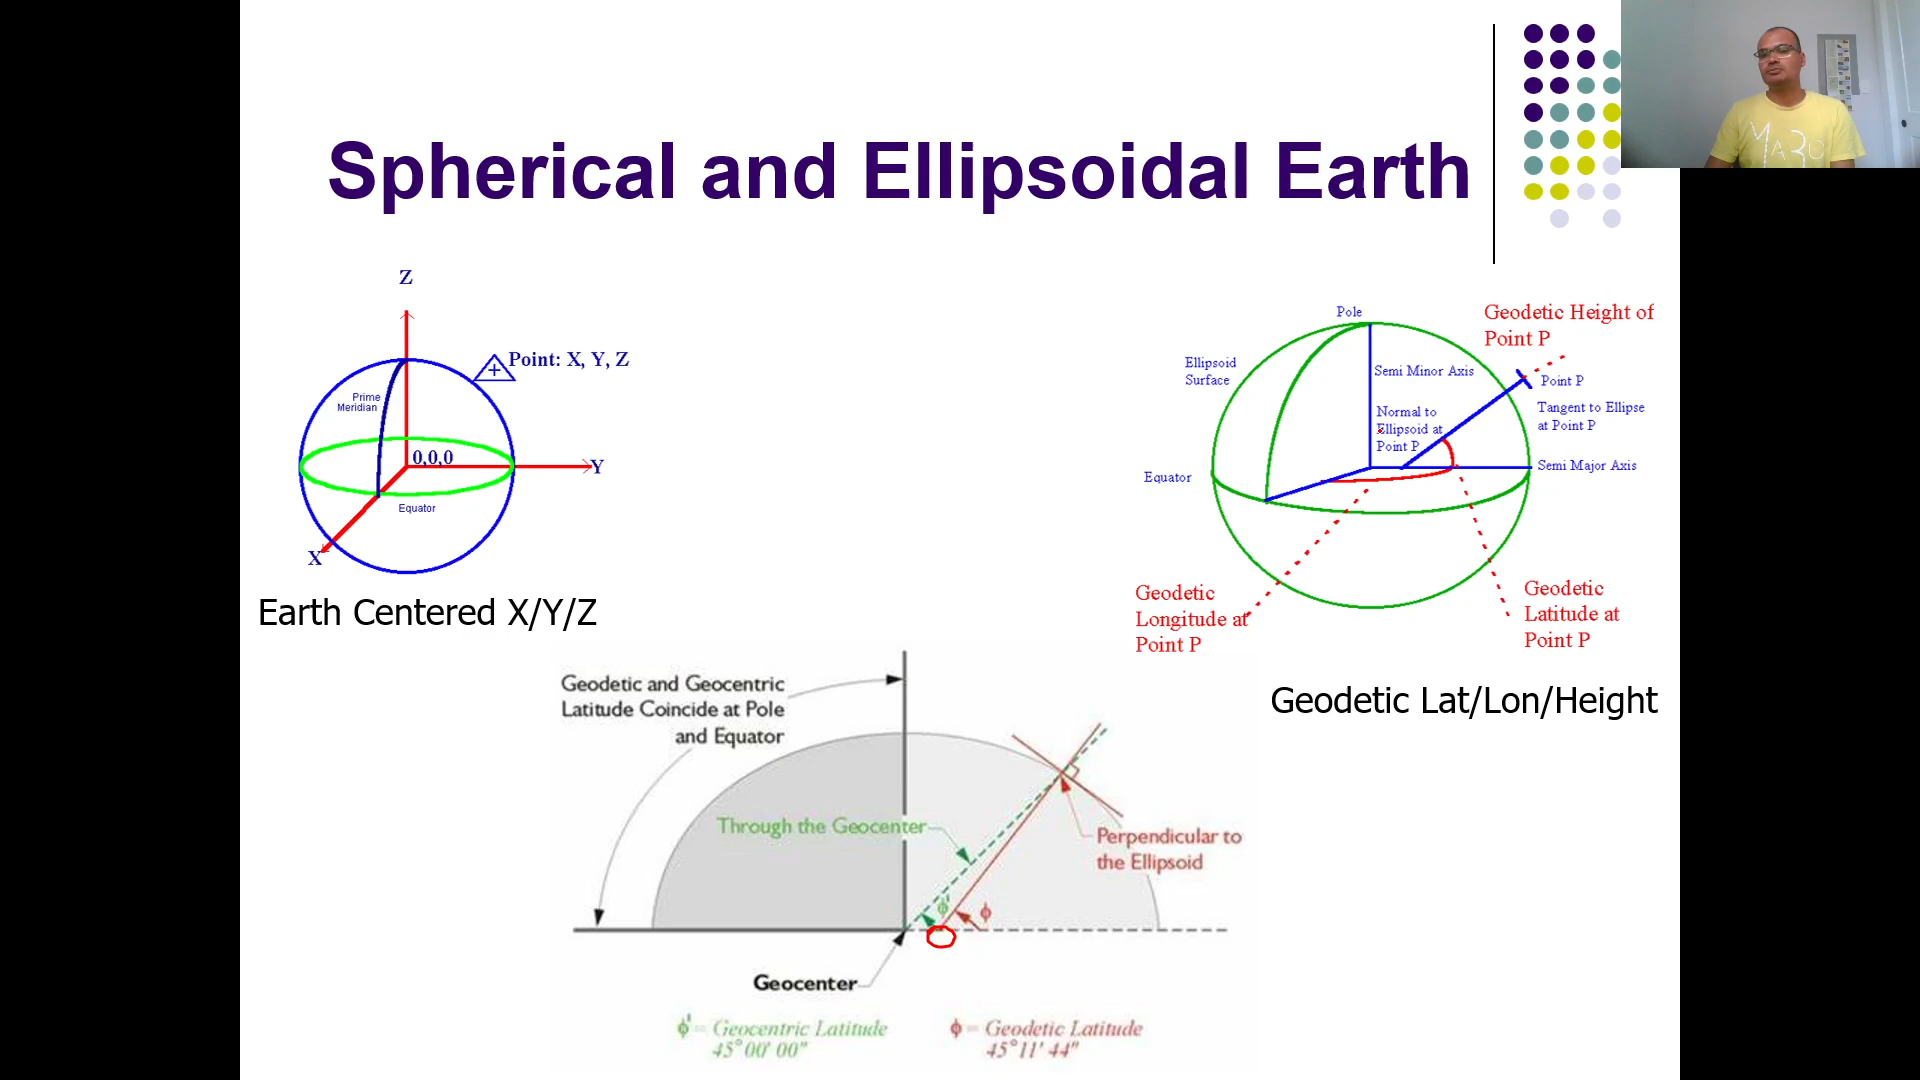 Spherical and Ellipsoidal Earth
Z
Point: X, Y, Z
Prime
Meridian
0,0,0
Y
Equator
X
Earth Centered X/Y/Z
Geodetic Height of
Point P
Pole
Ellipsoid
Surface
Semi Minor Axis
Point P
Normal to
Ellipsoid at
Point P
Tangent to Ellipse
at Point P
Equator
Semi Major Axis
Geodetic
Longitude at
Point P
Geodetic
Latitude at
Point P
Geodetic Lat/Lon/Height
Geodetic and Geocentric
Latitude Coincide at Pole
and Equator
Through the Geocenter
Perpendicular to
the Ellipsoid
ϕ'
ϕ
Geocenter
ϕ' = Geocentric Latitude
45°00' 00"
ϕ = Geodetic Latitude
45°11' 44"